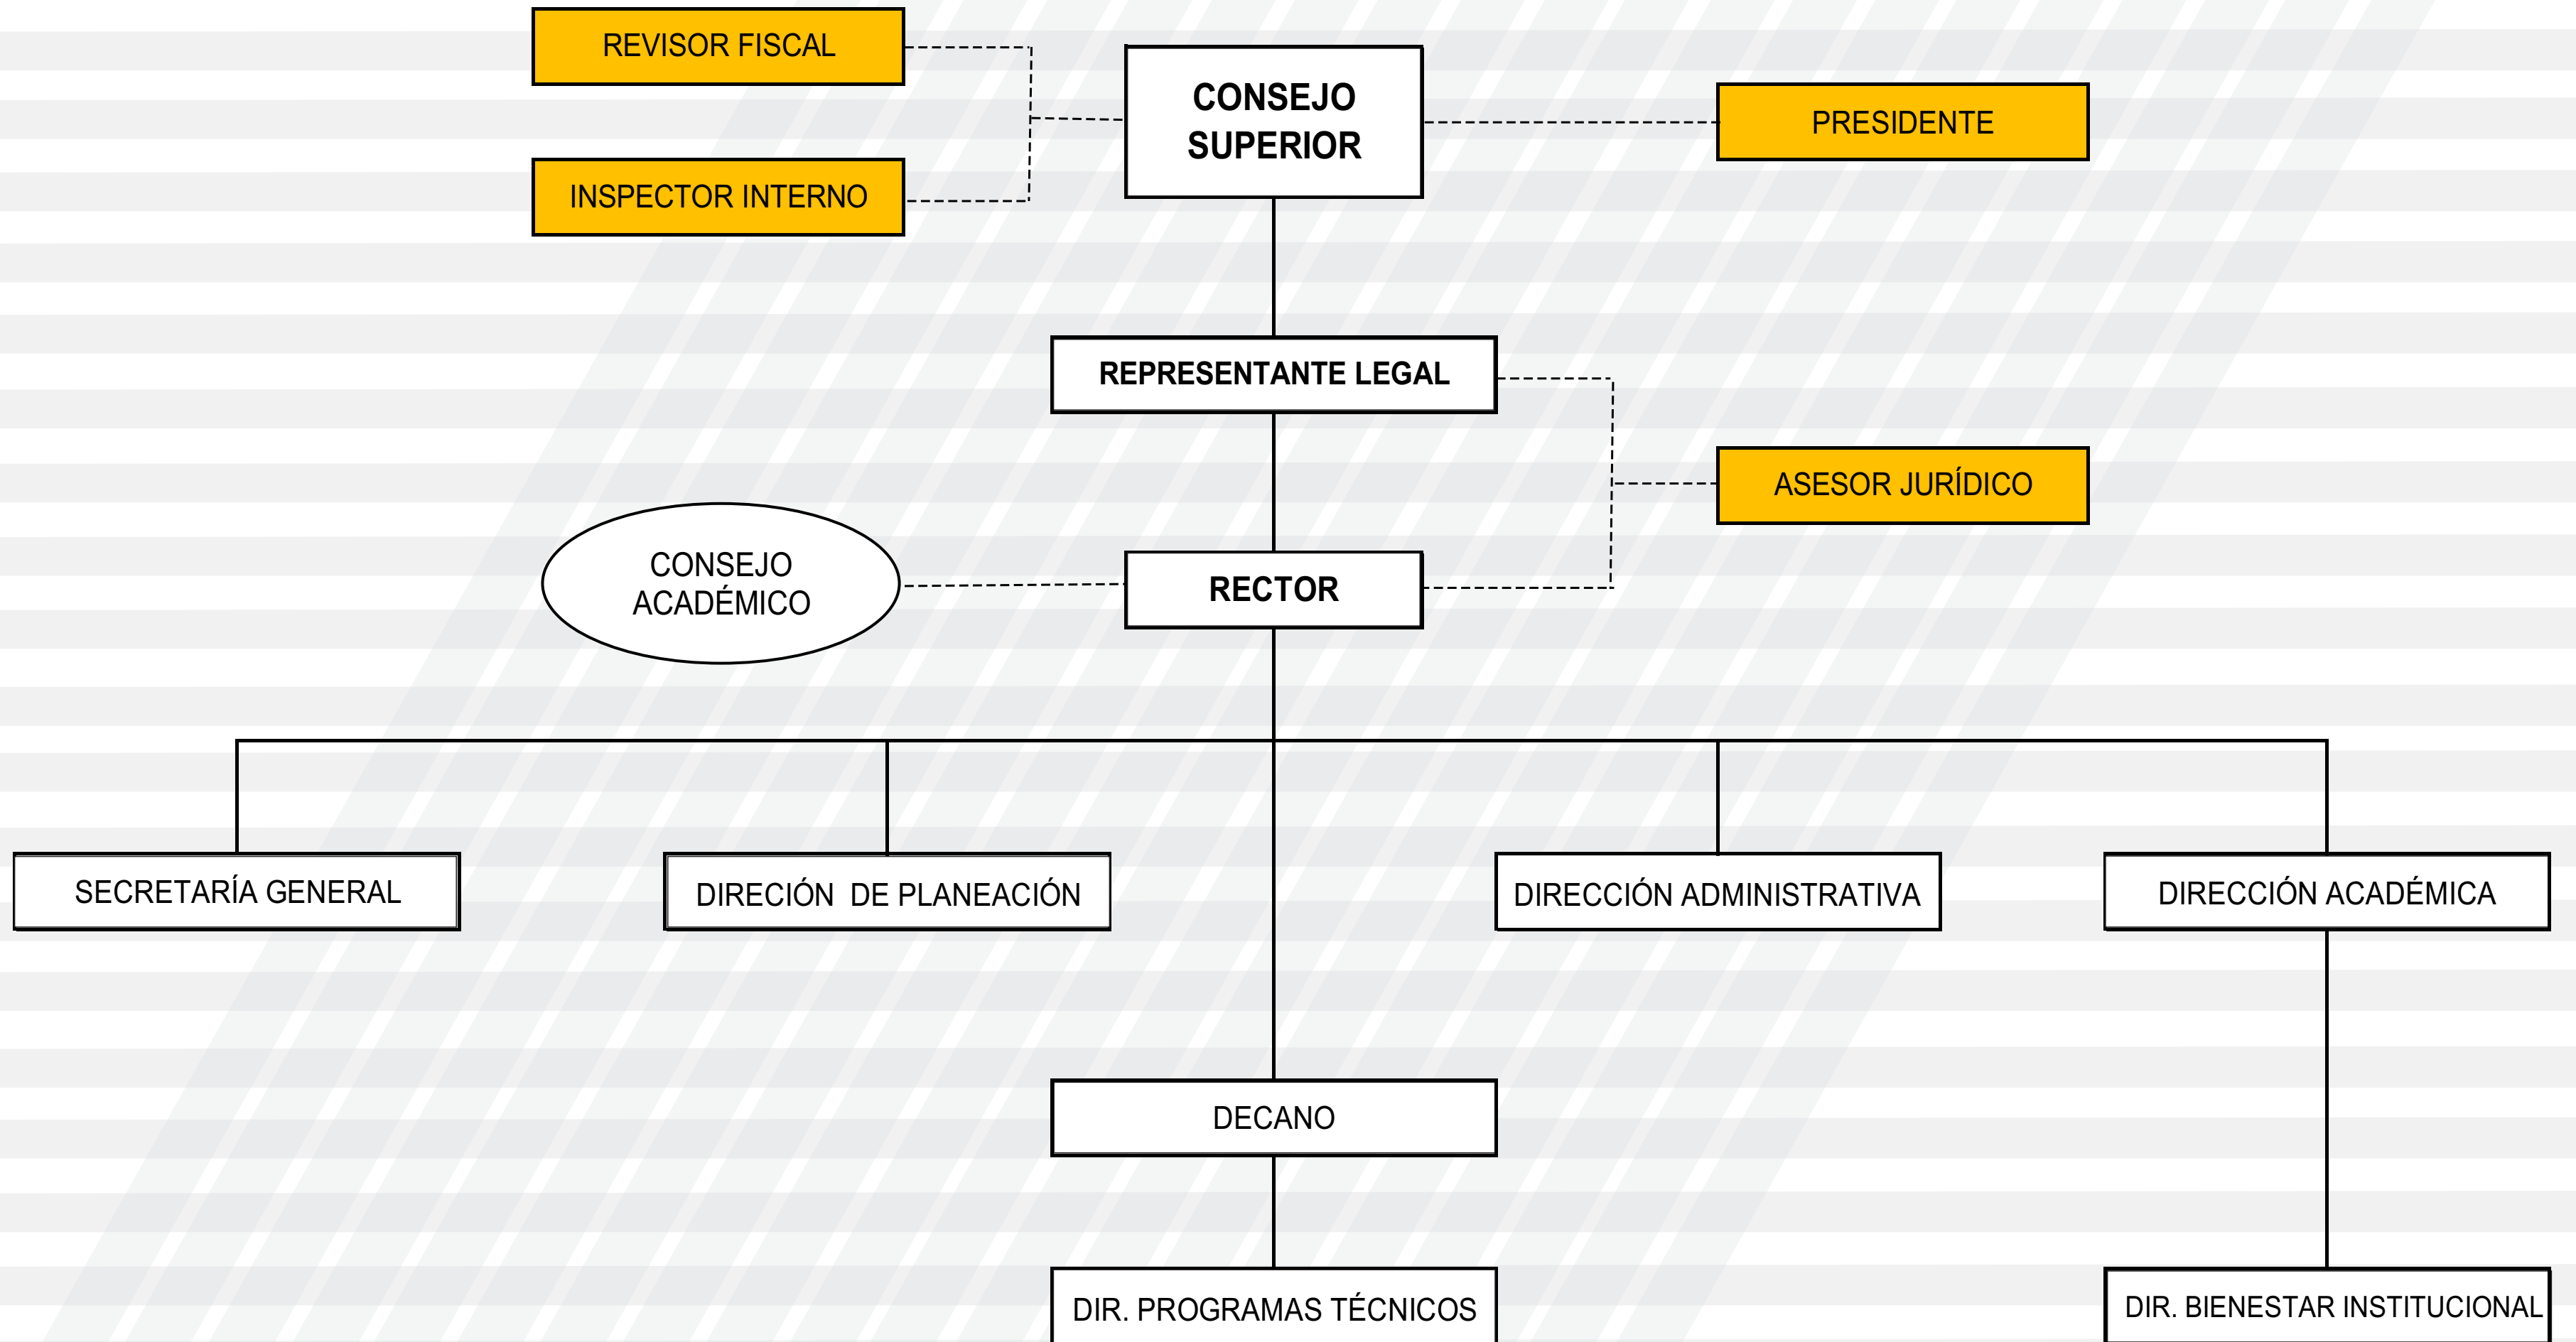 REVISOR FISCAL
CONSEJO
SUPERIOR
PRESIDENTE
INSPECTOR INTERNO
REPRESENTANTE LEGAL
ASESOR JURÍDICO
CONSEJO
ACADÉMICO
RECTOR
SECRETARÍA GENERAL
DIRECIÓN  DE PLANEACIÓN
DIRECCIÓN ADMINISTRATIVA
DIRECCIÓN ACADÉMICA
DECANO
DIR. PROGRAMAS TÉCNICOS
DIR. BIENESTAR INSTITUCIONAL